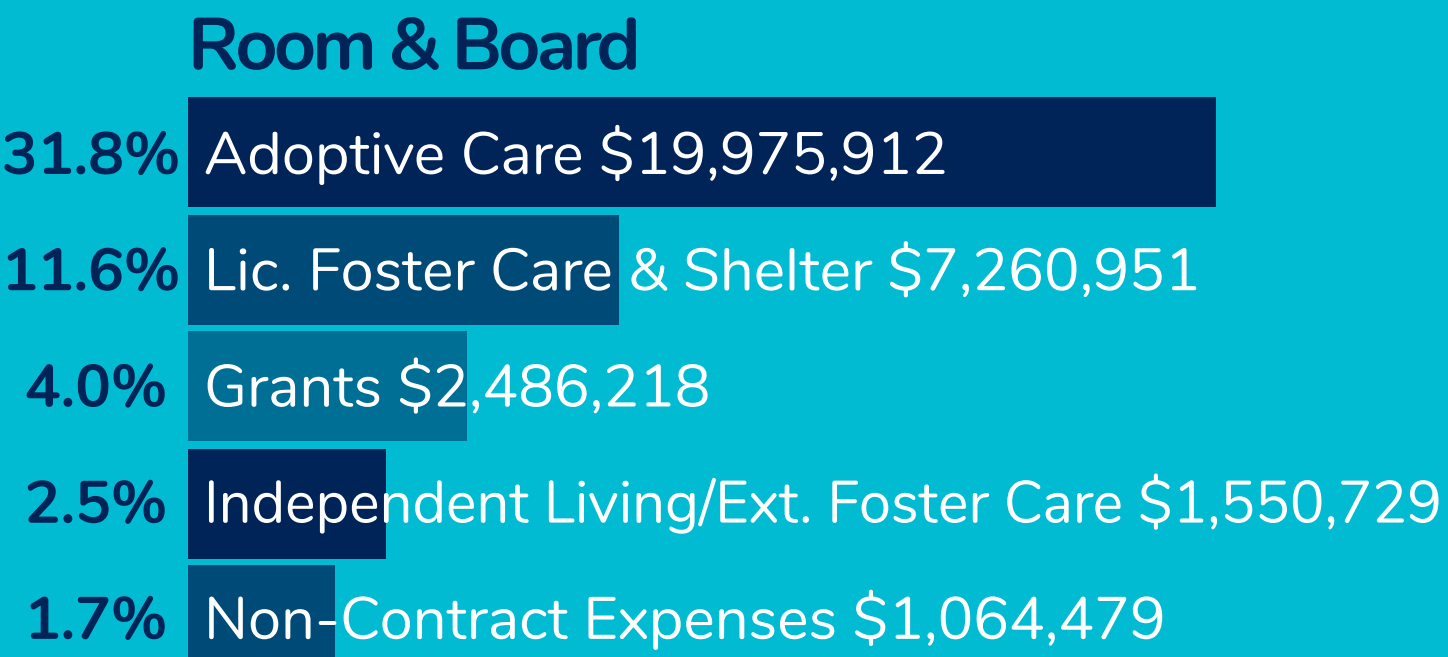 Room & Board
31.8% Adoptive Care $19,975,912
11.6% Lic. Foster Care & Shelter $7,260,951
4.0% Grants $2,486,218
2.5% Independent Living/Ext. Foster Care $1,550,729
1.7% Non-Contract Expenses $1,064,479